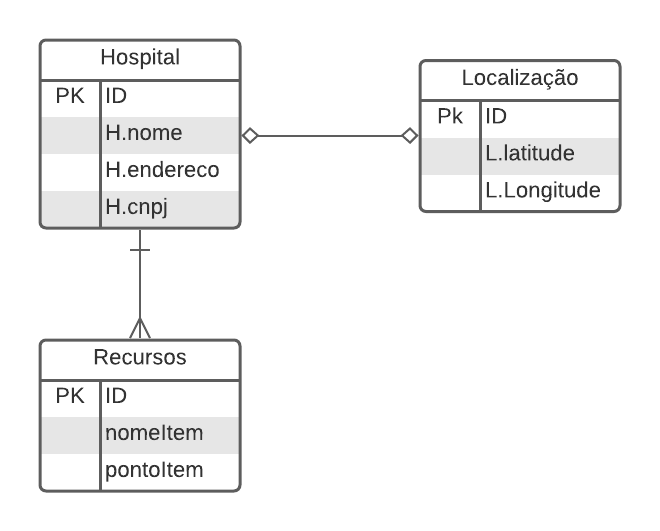 Hospital
PK ID
H.nome
H.endereco
H.cnpj
Localização
Pk ID
L.latitude
L.Longitude
Recursos
PK ID
nomeItem
pontoItem